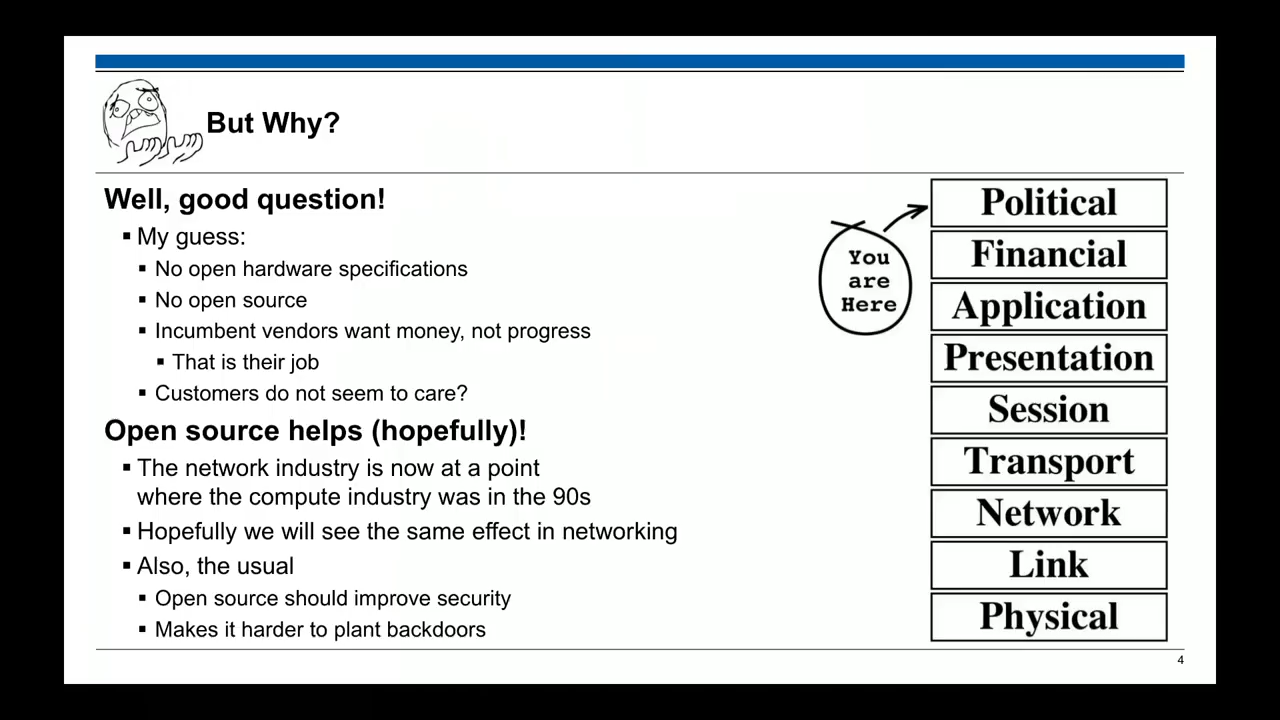 But Why?
Well, good question!
▪ My guess:
▪ No open hardware specifications
▪ No open source
▪ Incumbent vendors want money, not progress
▪ That is their job
▪ Customers do not seem to care?
Open source helps (hopefully)!
▪ The network industry is now at a point
where the compute industry was in the 90s
▪ Hopefully we will see the same effect in networking
▪ Also, the usual
▪ Open source should improve security
▪ Makes it harder to plant backdoors
You
are
Here
Political
Financial
Application
Presentation
Session
Transport
Network
Link
Physical
4